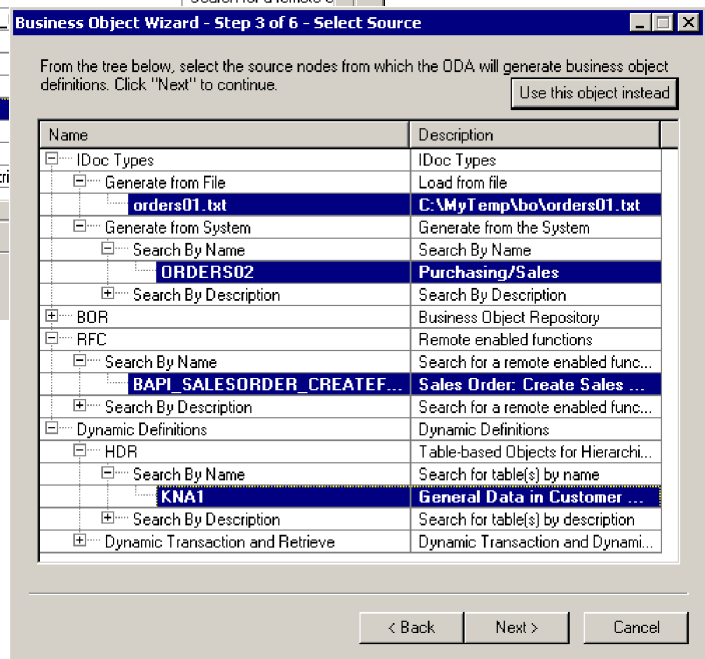 Business Object Wizard - Step 3 of 6 - Select Source
From the tree below, select the source nodes from which the ODA will generate business object
definitions. Click "Next" to continue.
Use this object instead
Name Description
IDoc Types IDoc Types
Generate from File Load from file
orders01.txt C:\MyTemp\bo\orders01.txt
Generate from System Generate from the System
Search By Name Search By Name
ORDERS02 Purchasing/Sales
Search By Description Search By Description
BOR Business Object Repository
RFC Remote enabled functions
Search By Name Search for a remote enabled func...
BAPI_SALESORDER_CREATEF... Sales Order: Create Sales ...
Search By Description Search for a remote enabled func...
Dynamic Definitions Dynamic Definitions
HDR Table-based Objects for Hierarchi...
Search By Name Search for table(s) by name
KNA1 General Data in Customer ...
Search By Description Search for table(s) by description
Dynamic Transaction and Retrieve Dynamic Transaction and Dynami...
< Back Next > Cancel